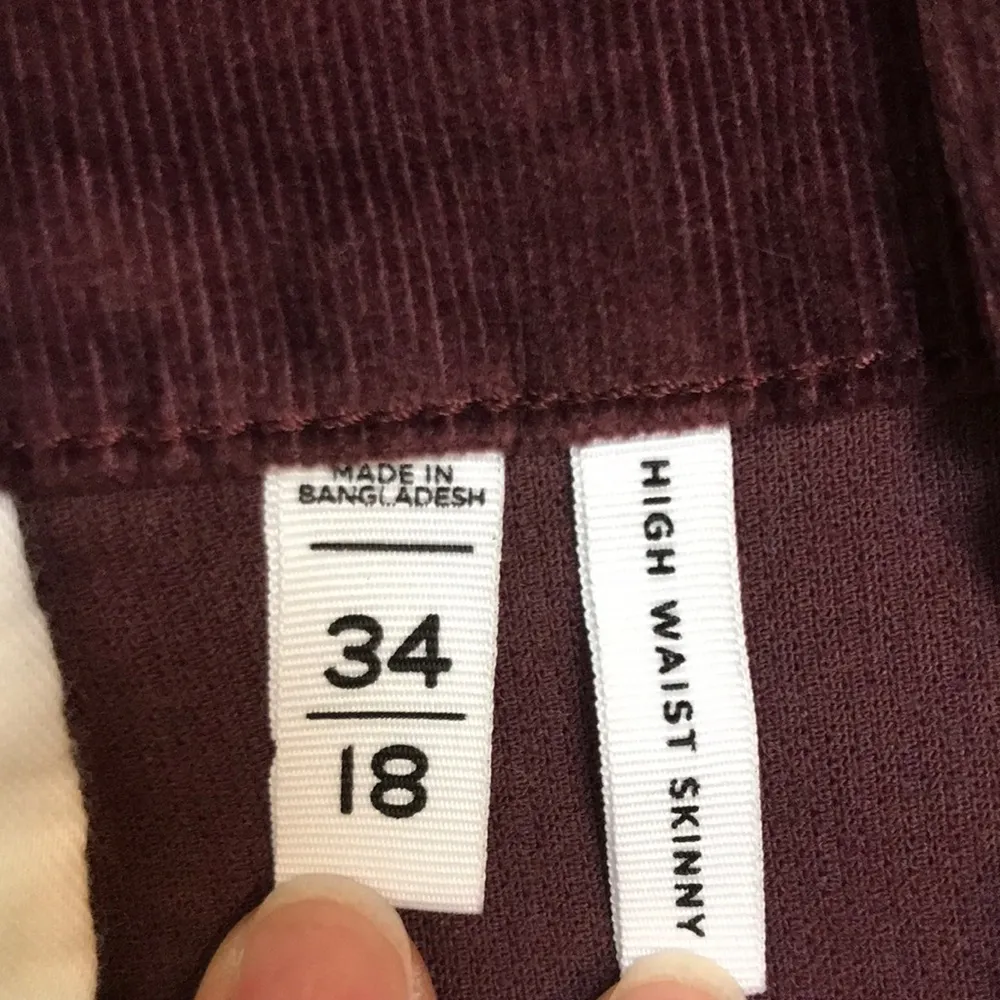 MADE IN
BANGLADESH
34
18
HIGH WAIST SKINNY